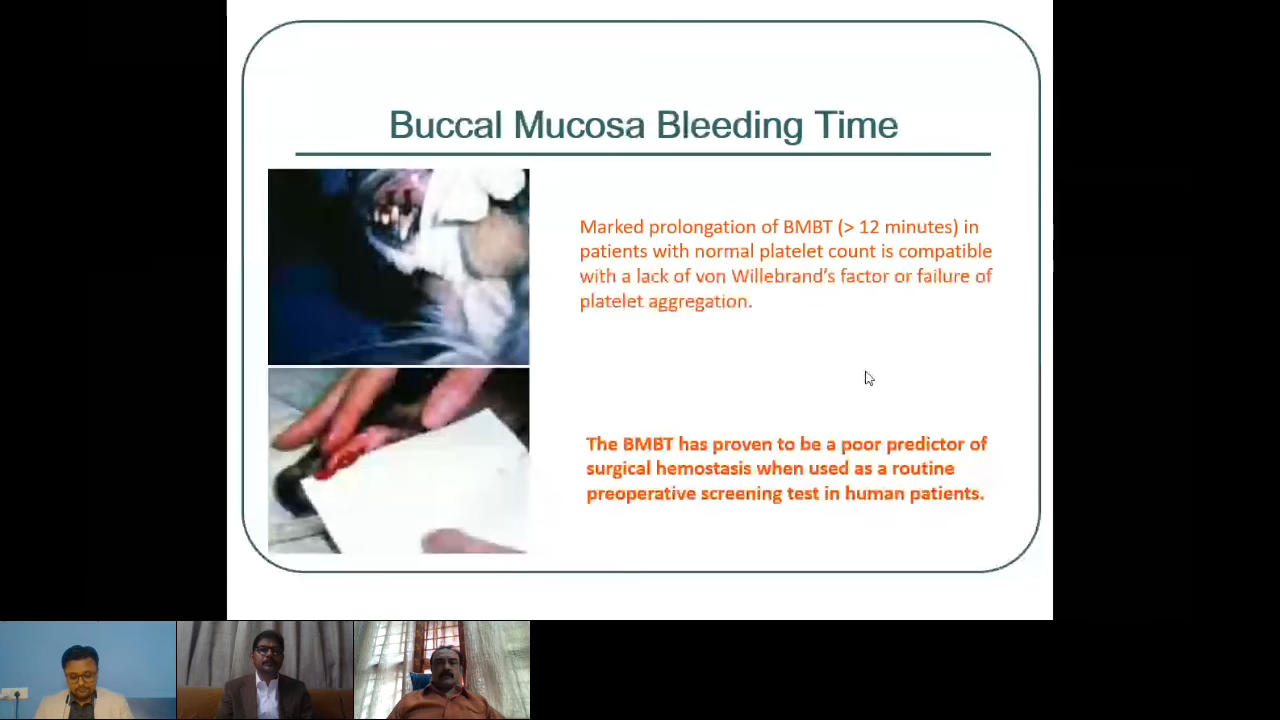 Buccal Mucosa Bleeding Time
Marked prolongation of BMBT (> 12 minutes) in
patients with normal platelet count is compatible
with a lack of von Willebrand's factor or failure of
platelet aggregation.
The BMBT has proven to be a poor predictor of
surgical hemostasis when used as a routine
preoperative screening test in human patients.